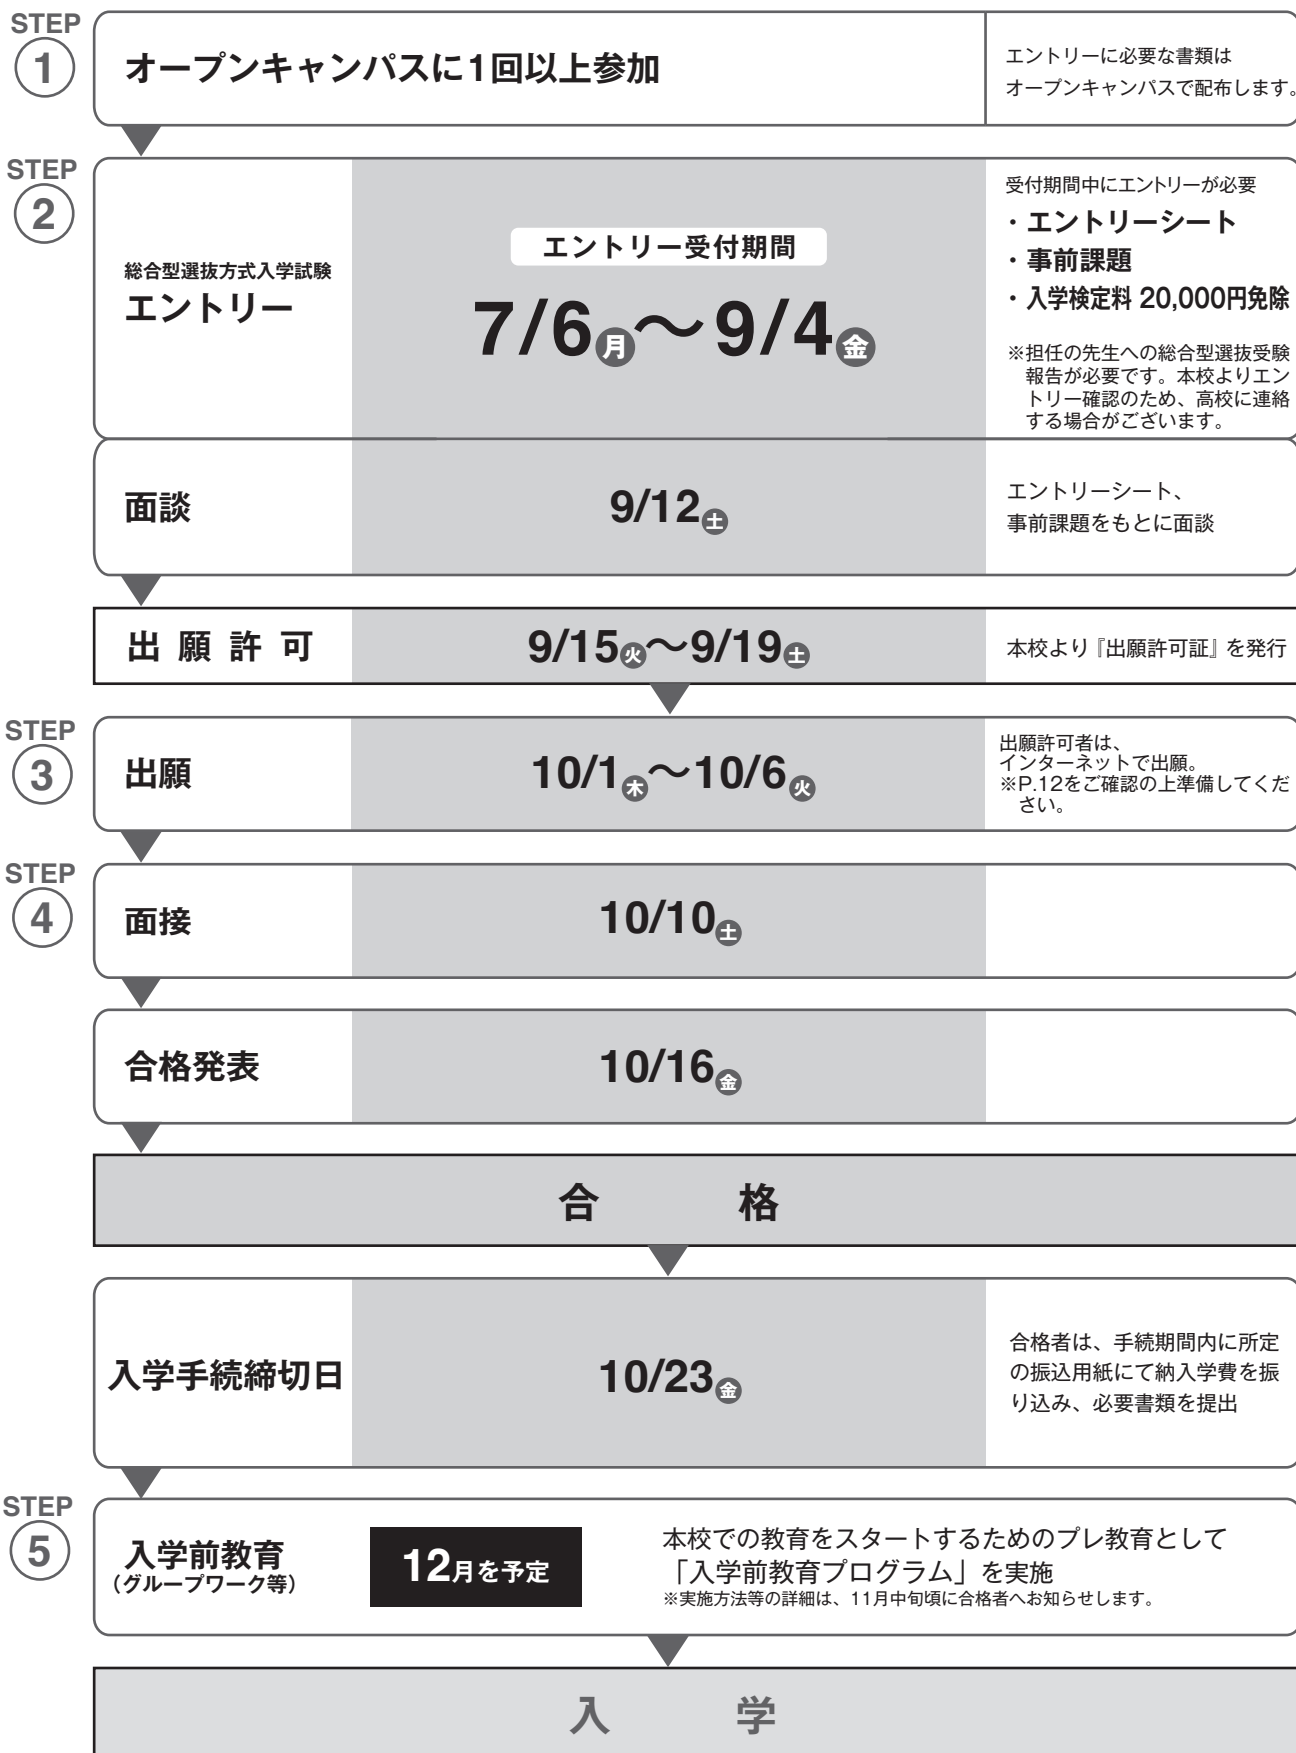 STEP
1
オープンキャンパスに1回以上参加
エントリーに必要な書類は
オープンキャンパスで配布します。
STEP
2
総合型選抜方式入学試験
エントリー
エントリー受付期間
7/6月〜9/4金
受付期間中にエントリーが必要
・エントリーシート
・事前課題
・入学検定料 20,000円免除
※担任の先生への総合型選抜受験
報告が必要です。本校よりエン
トリー確認のため、高校に連絡
する場合がございます。
面談
9/12土
エントリーシート、
事前課題をもとに面談
出願許可
9/15火〜9/19土
本校より『出願許可証』を発行
STEP
3
出願
10/1木〜10/6火
出願許可者は、
インターネットで出願。
※P.12をご確認の上準備してくだ
さい。
STEP
4
面接
10/10土
合格発表
10/16金
合格
入学手続締切日
10/23金
合格者は、手続期間内に所定
の振込用紙にて納入学費を振
り込み、必要書類を提出
STEP
5
入学前教育
（グループワーク等）
12月を予定
本校での教育をスタートするためのプレ教育として
「入学前教育プログラム」を実施
※実施方法等の詳細は、11月中旬頃に合格者へお知らせします。
入学